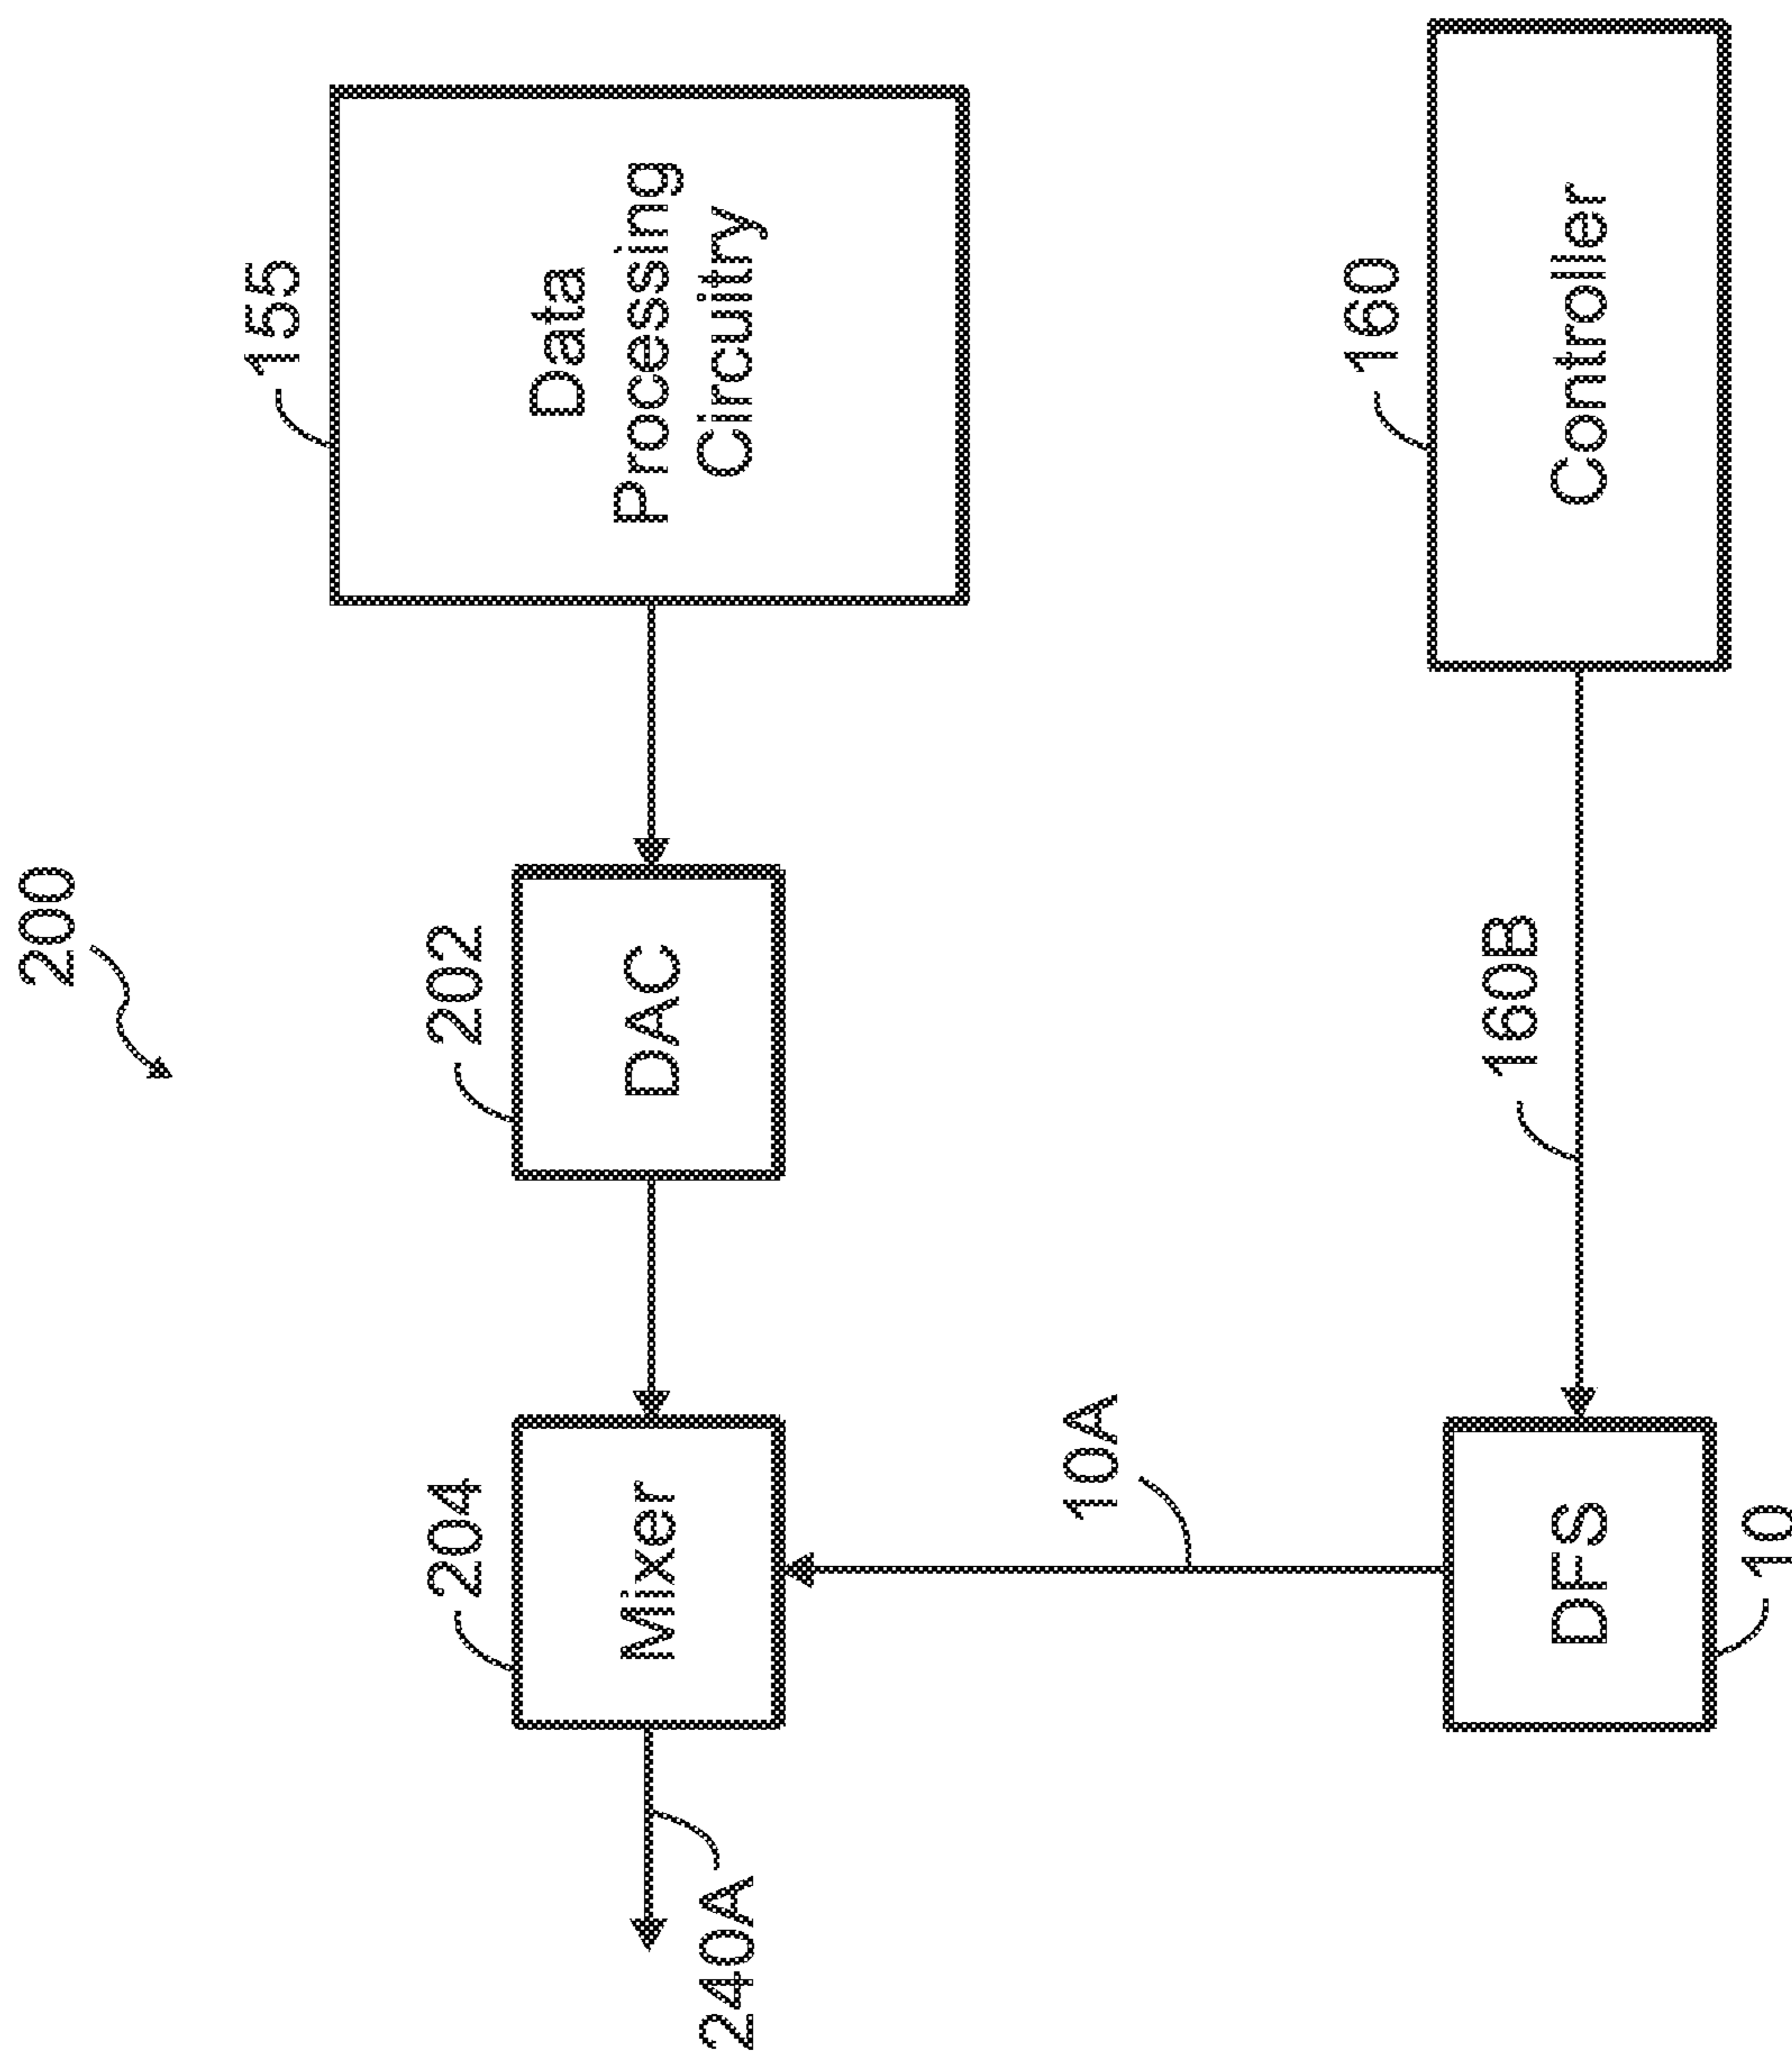 200
155
Data
Processing
Circuitry
202
DAC
204
Mixer
240A
10A
160
Controller
160B
DFS
10